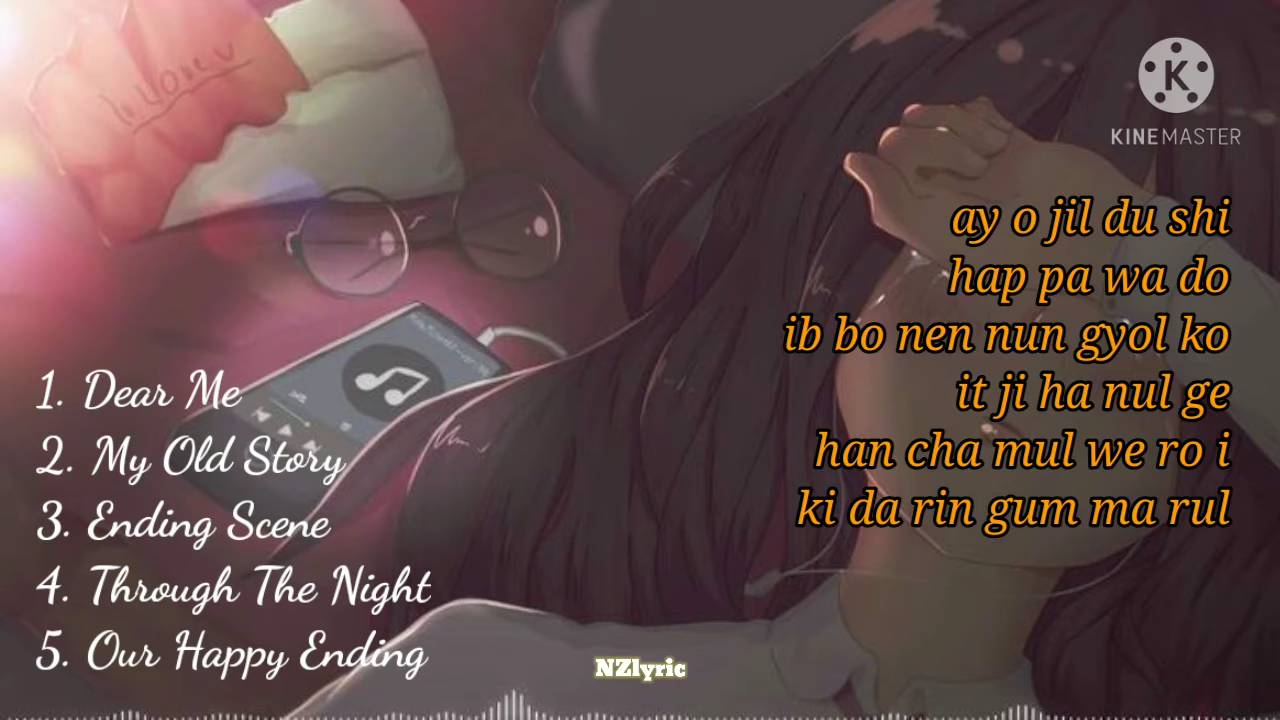 KINEMASTER
ay o jil du shi
hap pa wa do
ib bo nen nun gyol ko
it ji ha nul ge
han cha mul we ro i
ki da rin gum ma rul
1. Dear Me
2. My Old Story
3. Ending Scene
4. Through The Night
5. Our Happy Ending
NZlyric